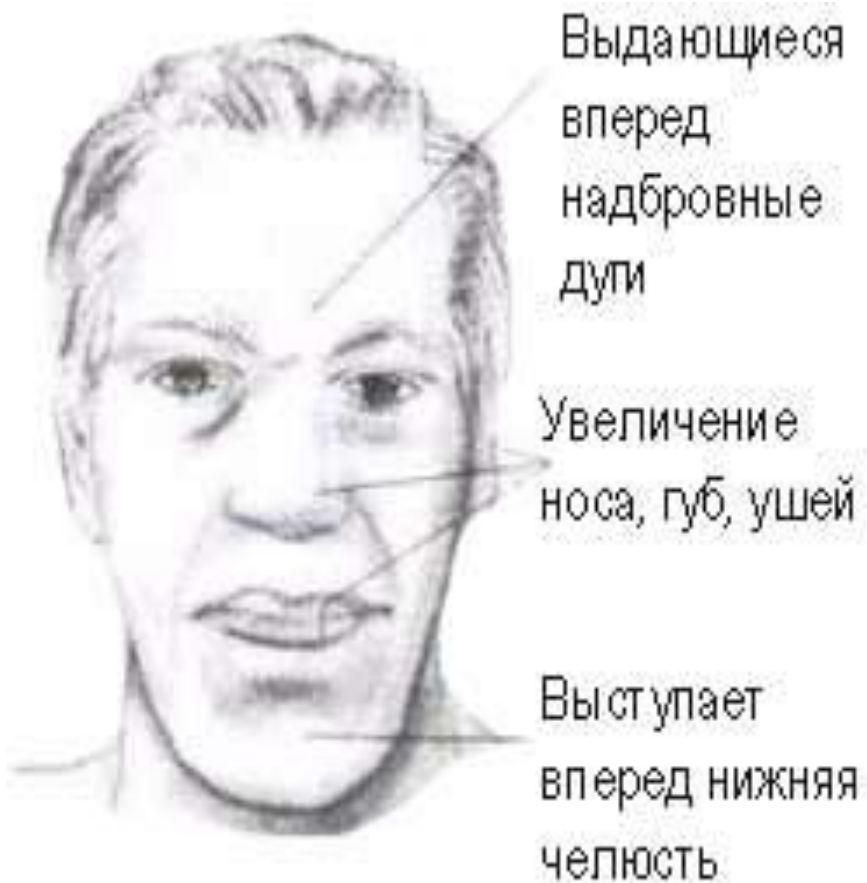 Выдающиеся
вперед
надбровные
дуги
Увеличение
носа, губ, ушей
Выступает
вперед нижняя
челюсть